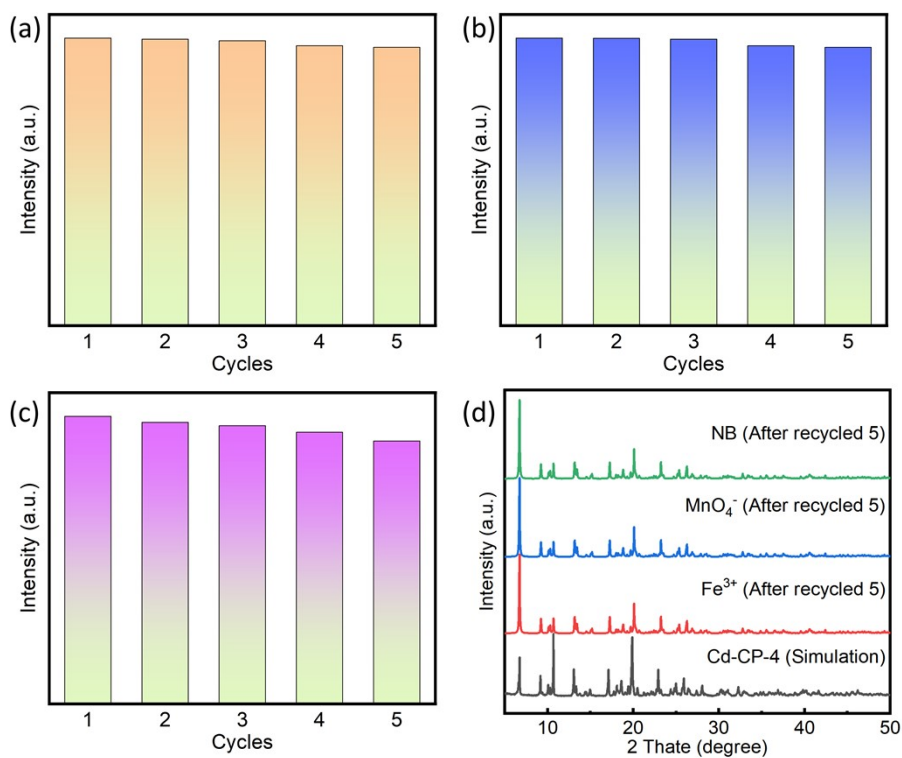 (a)
Intensity (a.u.)
1 2 3 4 5
Cycles
(b)
Intensity (a.u.)
1 2 3 4 5
Cycles
(c)
Intensity (a.u.)
1 2 3 4 5
Cycles
(d)
Intensity (a.u.)
NB (After recycled 5)
MnO₄⁻ (After recycled 5)
Fe³⁺ (After recycled 5)
Cd-CP-4 (Simulation)
10 20 30 40 50
2 Thate (degree)